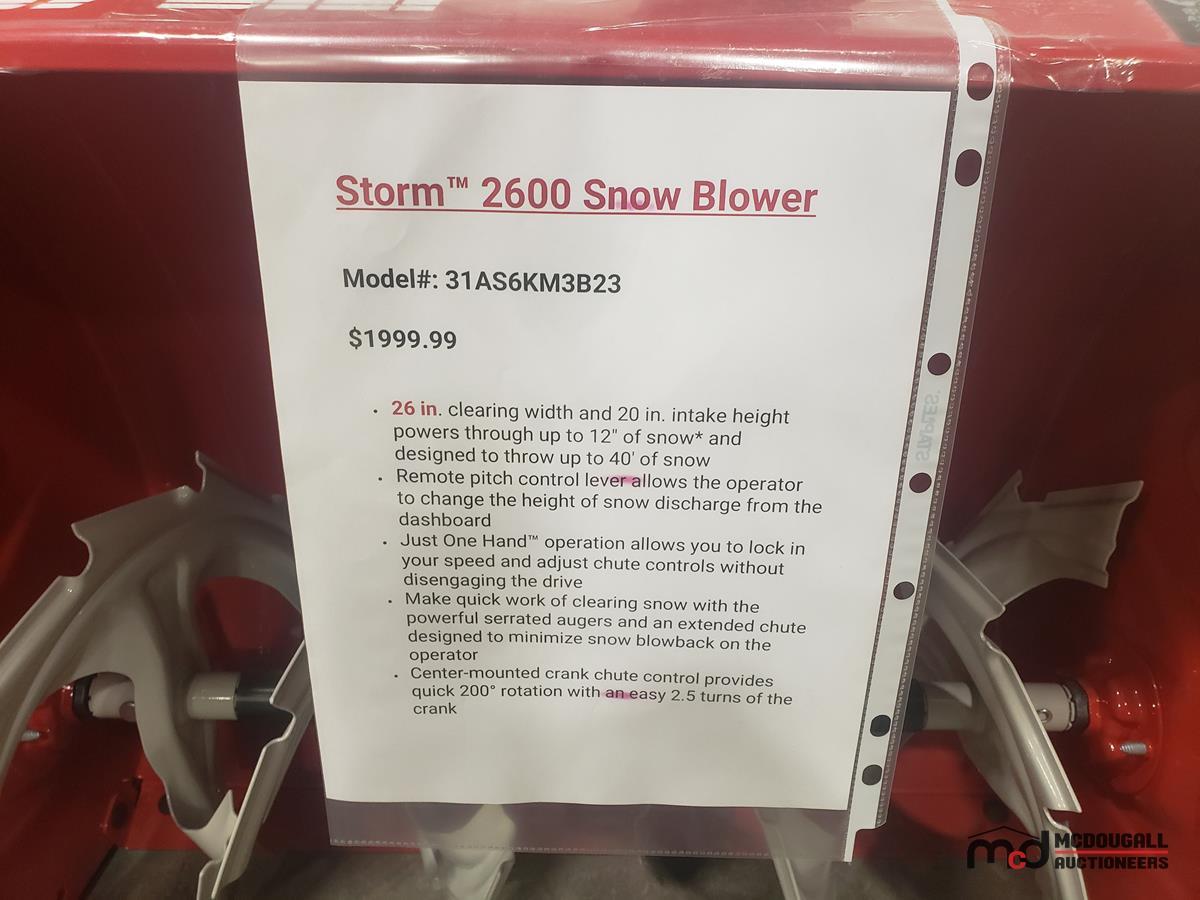 Storm™ 2600 Snow Blower
Model#: 31AS6KM3B23
$1999.99
• 26 in. clearing width and 20 in. intake height
powers through up to 12" of snow* and
designed to throw up to 40' of snow
• Remote pitch control lever allows the operator
to change the height of snow discharge from the
dashboard
• Just One Hand™ operation allows you to lock in
your speed and adjust chute controls without
disengaging the drive
• Make quick work of clearing snow with the
powerful serrated augers and an extended chute
designed to minimize snow blowback on the
operator
• Center-mounted crank chute control provides
quick 200° rotation with an easy 2.5 turns of the
crank
STAPLES
mcd MCDOUGALL
AUCTIONEERS